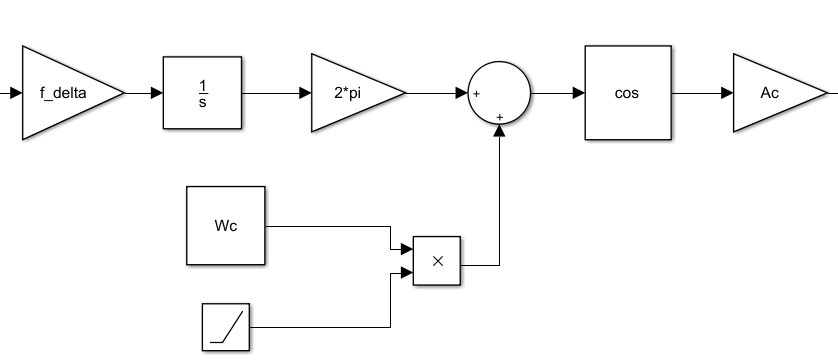 f_delta
1
s
2*pi
+
+
cos
Ac
Wc
×